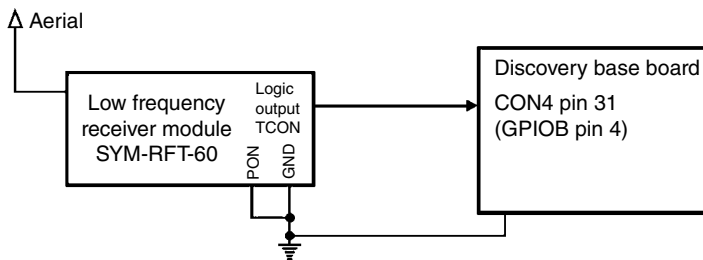 Aerial
Low frequency
receiver module
SYM-RFT-60
Logic
output
TCON
PON
GND
Discovery base board
CON4 pin 31
(GPIOB pin 4)